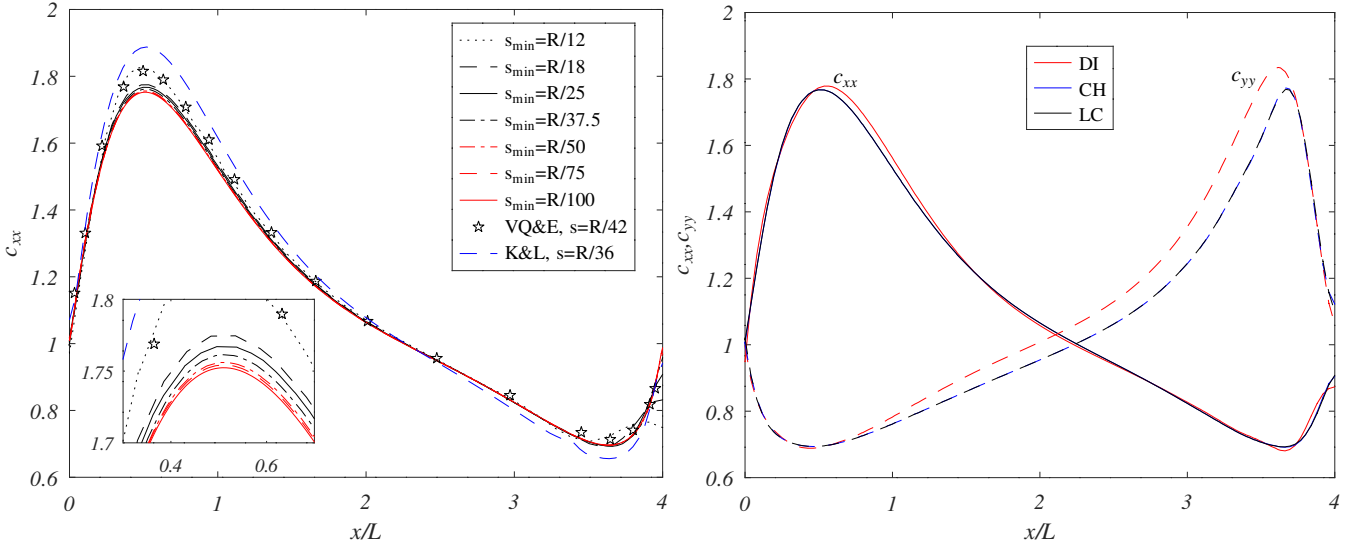 2
1.8
1.6
1.4
1.2
1
0.8
0.6
c_xx
0
1
2
3
4
x/L
s_min=R/12
s_min=R/18
s_min=R/25
s_min=R/37.5
s_min=R/50
s_min=R/75
s_min=R/100
VQ&E, s=R/42
K&L, s=R/36
1.8
1.75
1.7
0.4
0.6
2
1.8
1.6
1.4
1.2
1
0.8
0.6
c_xx,c_yy
0
1
2
3
4
x/L
c_xx
c_yy
DI
CH
LC